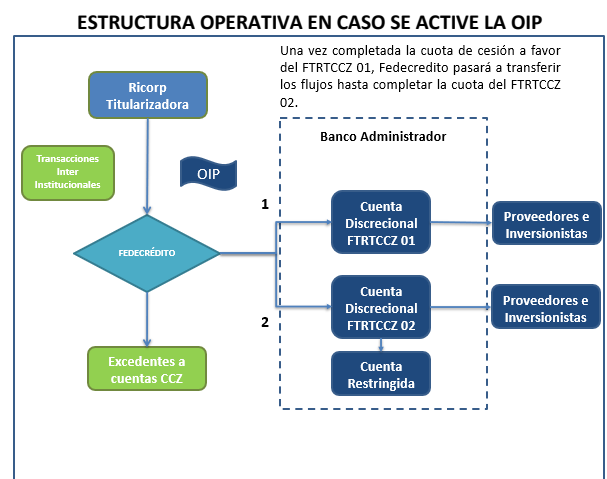 ESTRUCTURA OPERATIVA EN CASO SE ACTIVE LA OIP
Una vez completada la cuota de cesión a favor
del FTRTCCZ 01, Fedecredito pasará a transferir
los flujos hasta completar la cuota del FTRTCCZ
02.
Ricorp
Titularizadora
Banco Administrador
Transacciones
Inter
Institucionales
OIP
1
Cuenta
Discrecional
FTRTCCZ 01
Proveedores e
Inversionistas
FEDECRÉDITO
2
Cuenta
Discrecional
FTRTCCZ 02
Proveedores e
Inversionistas
Excedentes a
cuentas CCZ
Cuenta
Restringida